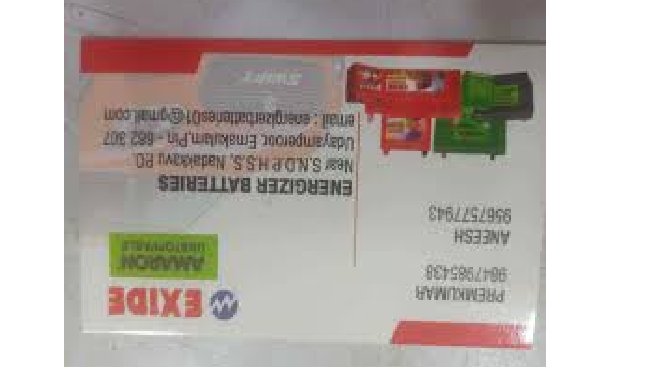 PREMKUMAR
9847985438
ANEESH
9567577943
EXIDE
AMARON
UNSTOPPABLE
ENERGIZER BATTERIES
Near S.N.D.P. H.S.S, Nadakkavu P.O.
Udayamperoor, Ernakulam, Pin - 682 307
email : energizerbatteries01@gmail.com